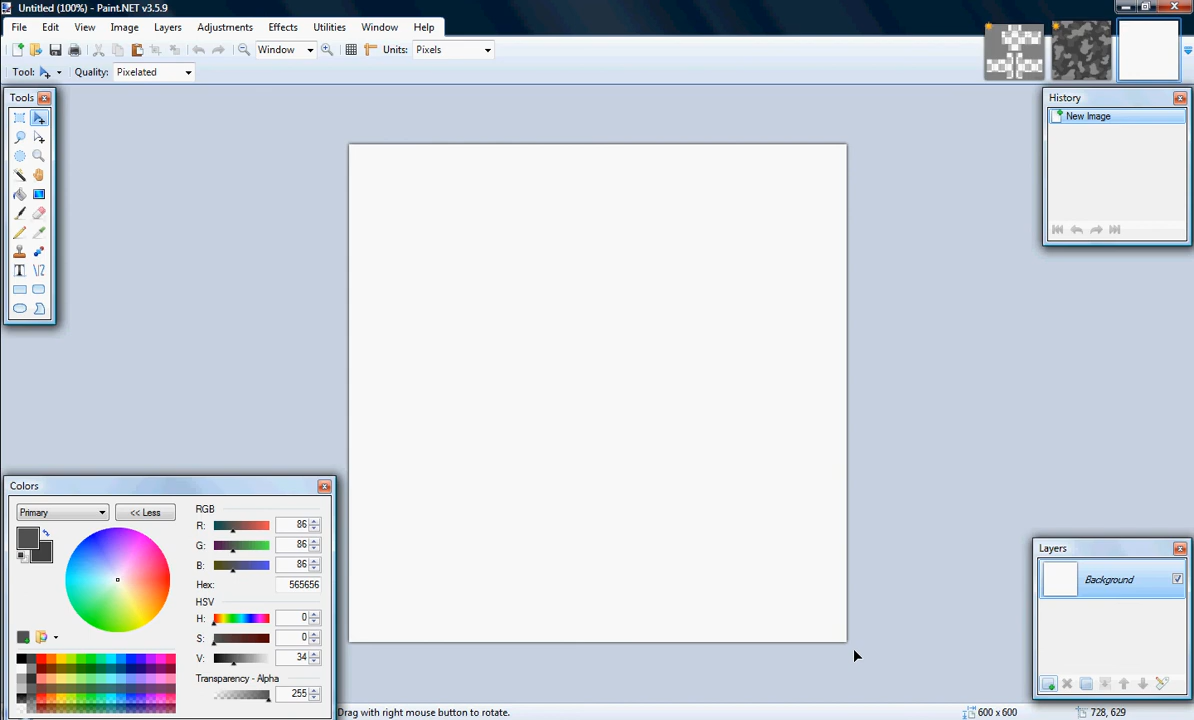 Untitled (100%) - Paint.NET v3.5.9
File Edit View Image Layers Adjustments Effects Utilities Window Help
Window Units: Pixels
Tool: Quality: Pixelated
Tools
History
New Image
Colors
Primary << Less
RGB
R: 86
G: 86
B: 86
Hex: 565656
HSV
H: 0
S: 0
V: 34
Transparency - Alpha
255
Layers
Background
Drag with right mouse button to rotate. 600 x 600 728, 629